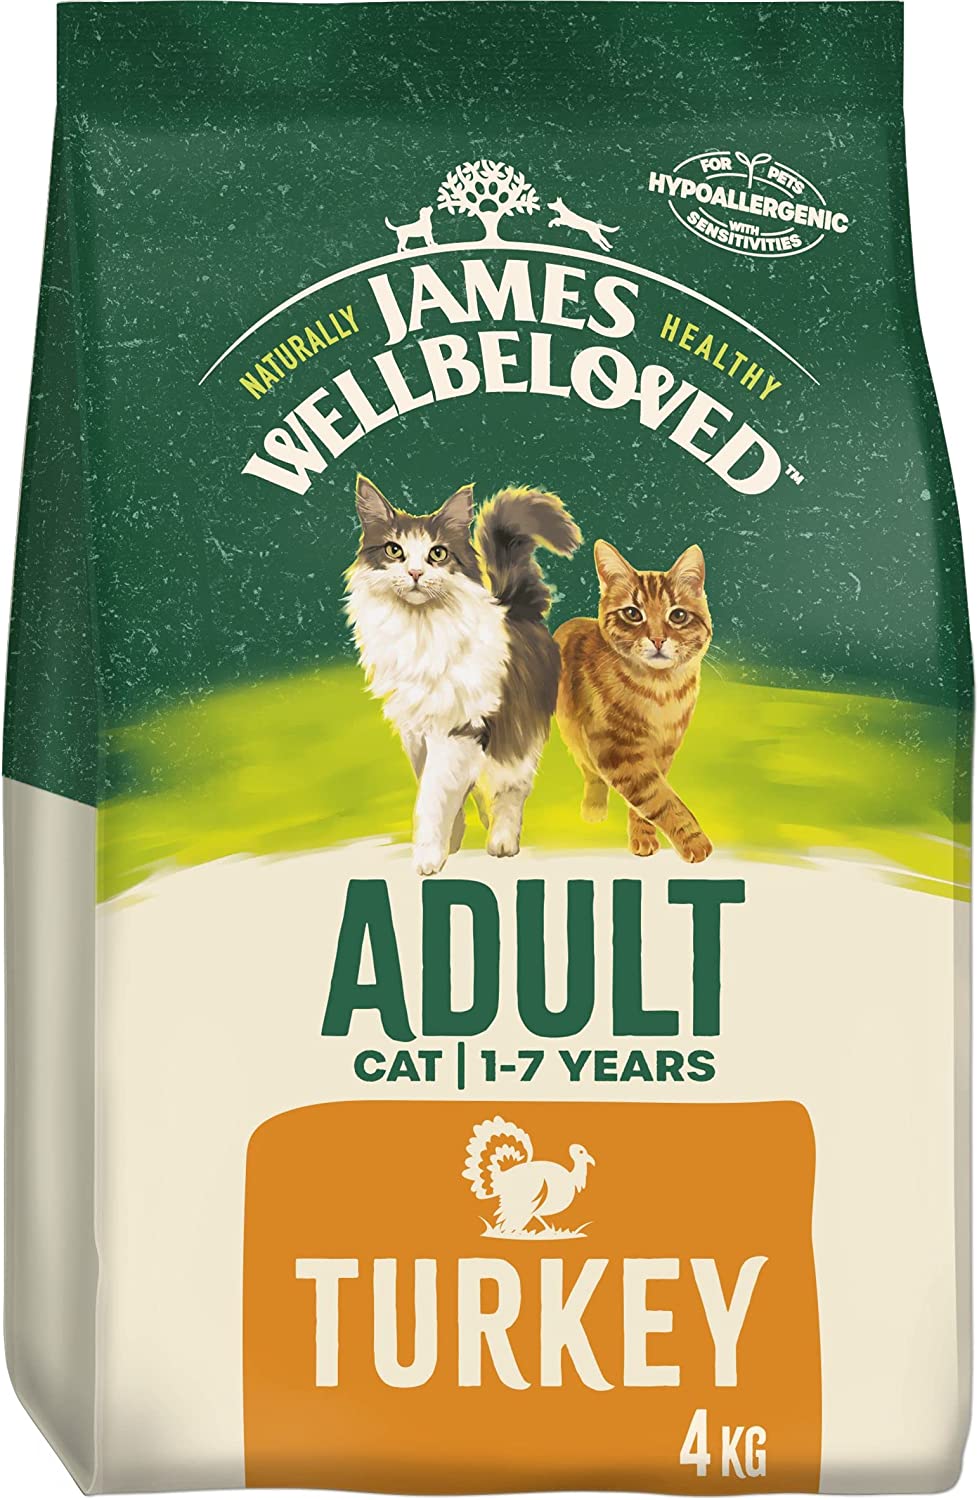 FOR PETS
HYPOALLERGENIC
WITH
SENSITIVITIES
NATURALLY JAMES HEALTHY
WELLBELOVED™
ADULT
CAT | 1-7 YEARS
TURKEY
4 KG